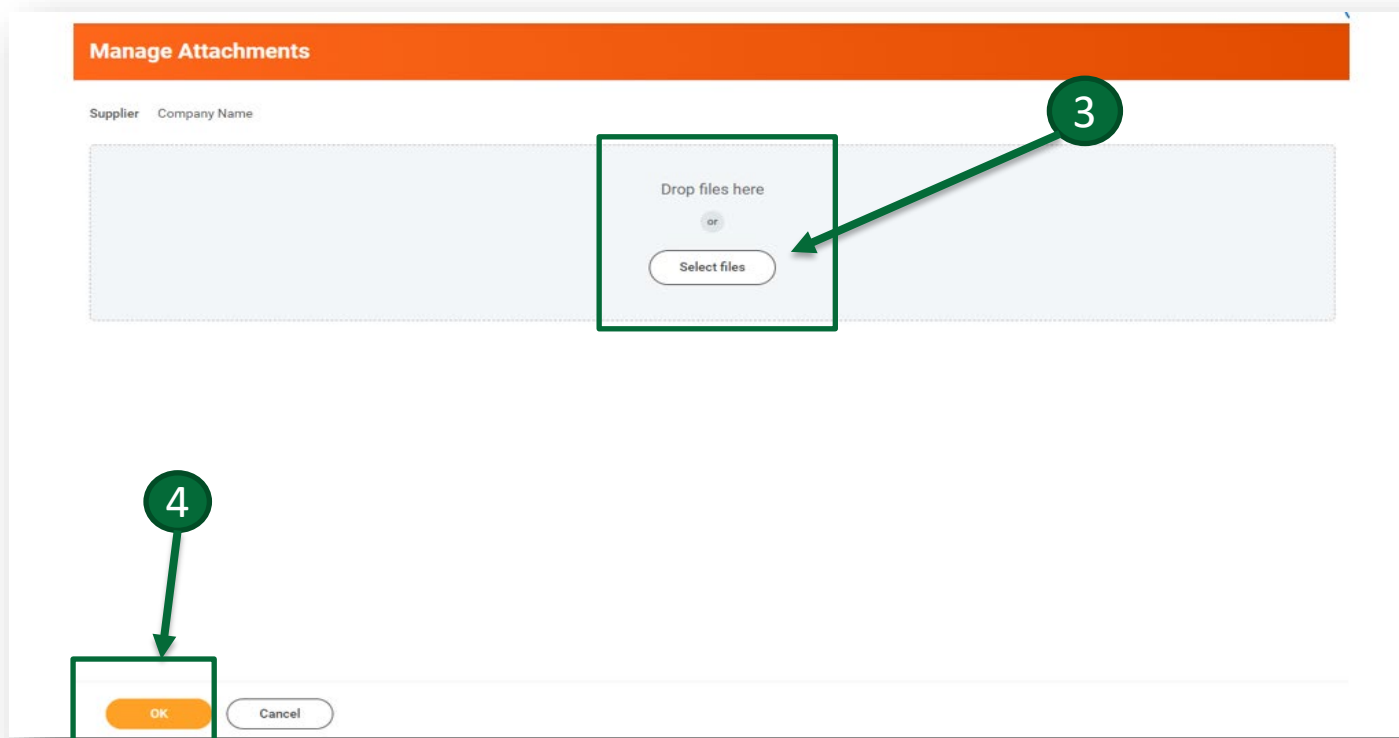 Manage Attachments
Supplier Company Name
3
Drop files here
or
Select files
4
OK Cancel